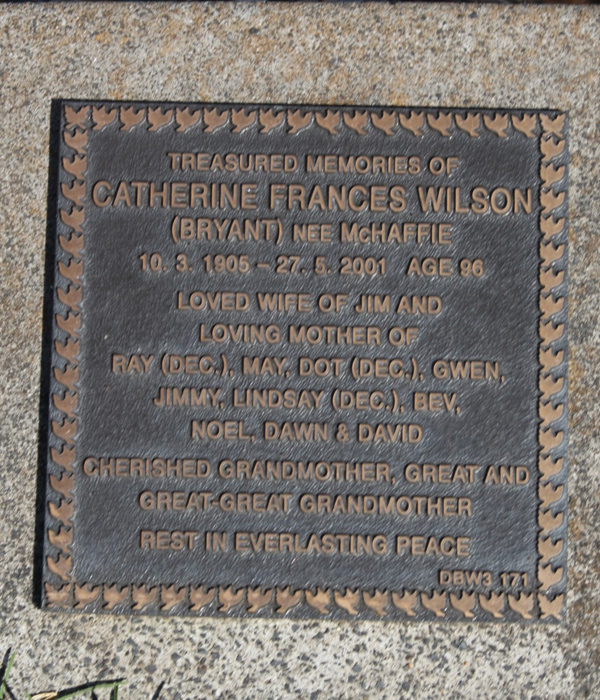 TREASURED MEMORIES OF
CATHERINE FRANCES WILSON
(BRYANT) NEE McHAFFIE
10. 3. 1905 – 27. 5. 2001 AGE 96
LOVED WIFE OF JIM AND
LOVING MOTHER OF
RAY (DEC.), MAY, DOT (DEC.), GWEN,
JIMMY, LINDSAY (DEC.), BEV,
NOEL, DAWN & DAVID
CHERISHED GRANDMOTHER, GREAT AND
GREAT-GREAT GRANDMOTHER
REST IN EVERLASTING PEACE
DBW3 171